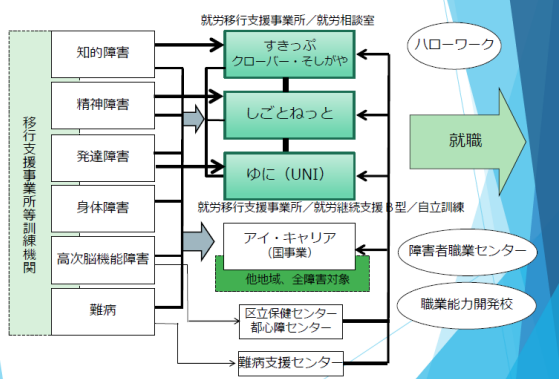 就労移行支援事業所／就労相談室
知的障害
精神障害
発達障害
身体障害
高次脳機能障害
難病
移行支援事業所等訓練機関
すきっぷ
クローバー・そしがや
しごとねっと
ゆに（UNI）
就労移行支援事業所／就労継続支援B型／自立訓練
アイ・キャリア
（国事業）
他地域、全障害対象
区立保健センター
都心障センター
難病支援センター
ハローワーク
就職
障害者職業センター
職業能力開発校